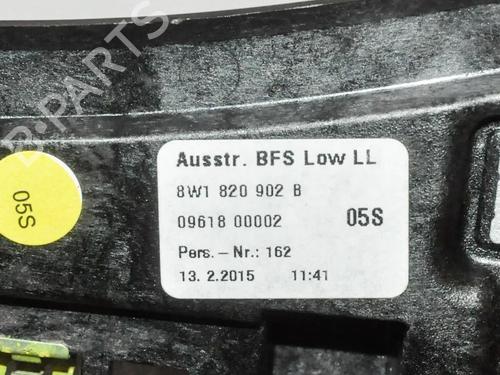 B-PARTS
Ausstr. BFS Low LL
8W1 820 902 B
09618 00002 05S
Pers. - Nr.: 162
13. 2.2015 11:41
05S